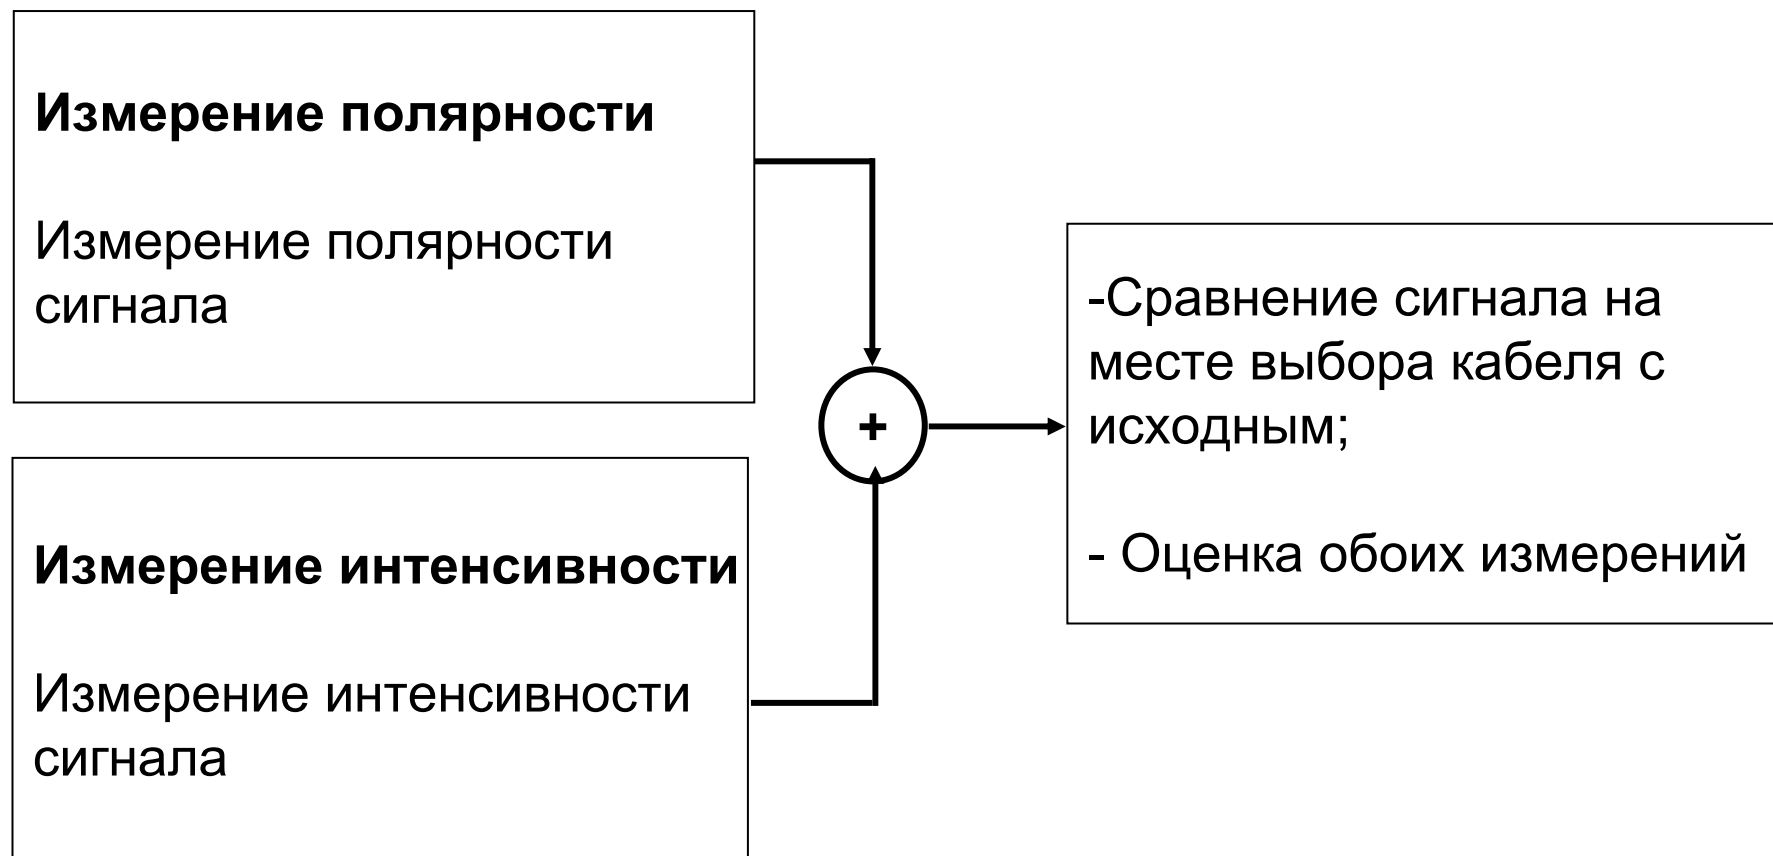 Измерение полярности
Измерение полярности
сигнала
Измерение интенсивности
Измерение интенсивности
сигнала
+
-Сравнение сигнала на
месте выбора кабеля с
исходным;
- Оценка обоих измерений